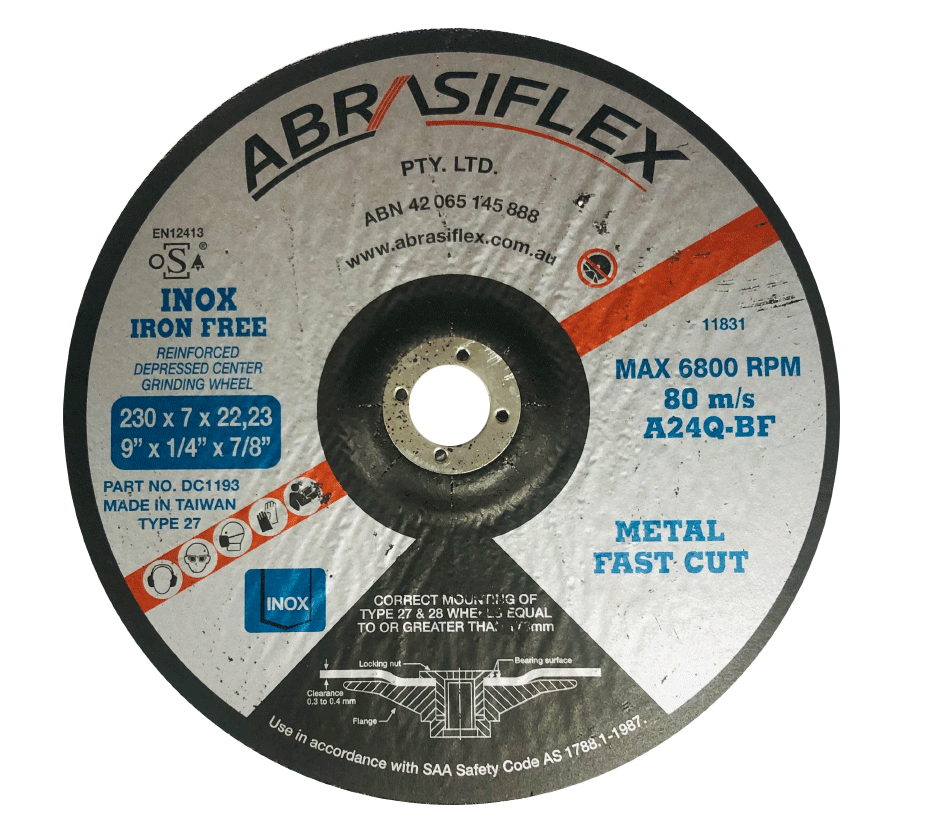 ABRASIFLEX
PTY. LTD.
ABN 42 065 145 888
www.abrasiflex.com.au
EN12413
OSA®
INOX
IRON FREE
REINFORCED
DEPRESSED CENTER
GRINDING WHEEL
230 x 7 x 22,23
9” x 1/4” x 7/8”
PART NO. DC1193
MADE IN TAIWAN
TYPE 27
11831
MAX 6800 RPM
80 m/s
A24Q-BF
METAL
FAST CUT
INOX
CORRECT MOUNTING OF
TYPE 27 & 28 WHEELS EQUAL
TO OR GREATER THAN mm
Locking nut
Bearing surface
Clearance
0.3 to 0.4 mm
Flange
Use in accordance with SAA Safety Code AS 1788.1-1987.